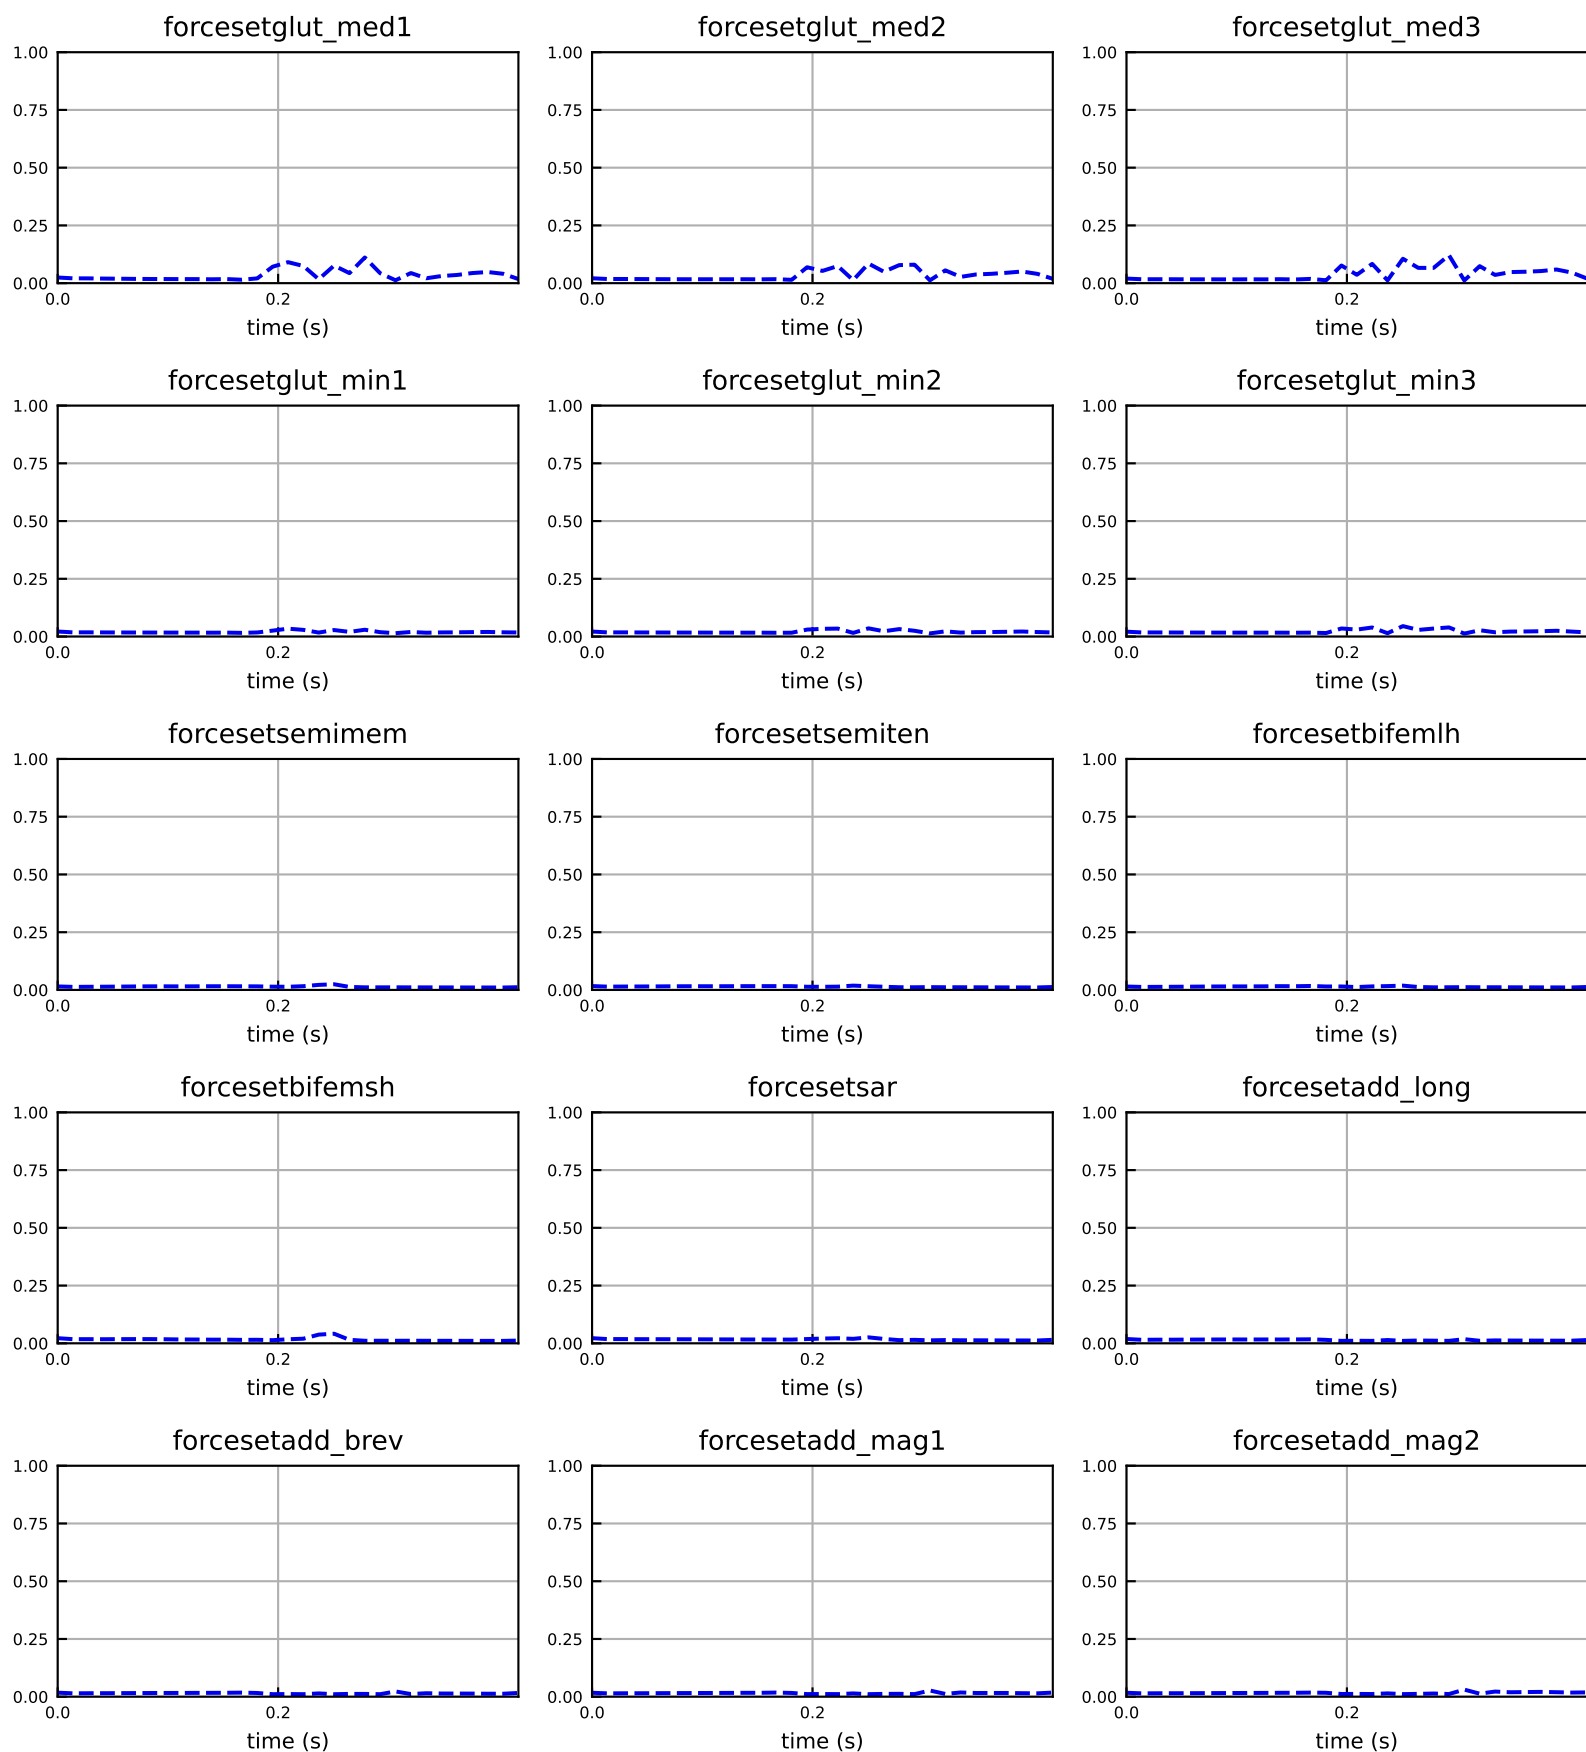 forcesetglut_med1 forcesetglut_med2 forcesetglut_med3
1.00 1.00 1.00
0.75 0.75 0.75
0.50 0.50 0.50
0.25 0.25 0.25
0.00 0.00 0.00
0.0 0.2 0.0 0.2 0.0 0.2
time (s) time (s) time (s)
forcesetglut_min1 forcesetglut_min2 forcesetglut_min3
1.00 1.00 1.00
0.75 0.75 0.75
0.50 0.50 0.50
0.25 0.25 0.25
0.00 0.00 0.00
0.0 0.2 0.0 0.2 0.0 0.2
time (s) time (s) time (s)
forcesetsemimem forcesetsemiten forcesetbifemlh
1.00 1.00 1.00
0.75 0.75 0.75
0.50 0.50 0.50
0.25 0.25 0.25
0.00 0.00 0.00
0.0 0.2 0.0 0.2 0.0 0.2
time (s) time (s) time (s)
forcesetbifemsh forcesetsar forcesetadd_long
1.00 1.00 1.00
0.75 0.75 0.75
0.50 0.50 0.50
0.25 0.25 0.25
0.00 0.00 0.00
0.0 0.2 0.0 0.2 0.0 0.2
time (s) time (s) time (s)
forcesetadd_brev forcesetadd_mag1 forcesetadd_mag2
1.00 1.00 1.00
0.75 0.75 0.75
0.50 0.50 0.50
0.25 0.25 0.25
0.00 0.00 0.00
0.0 0.2 0.0 0.2 0.0 0.2
time (s) time (s) time (s)